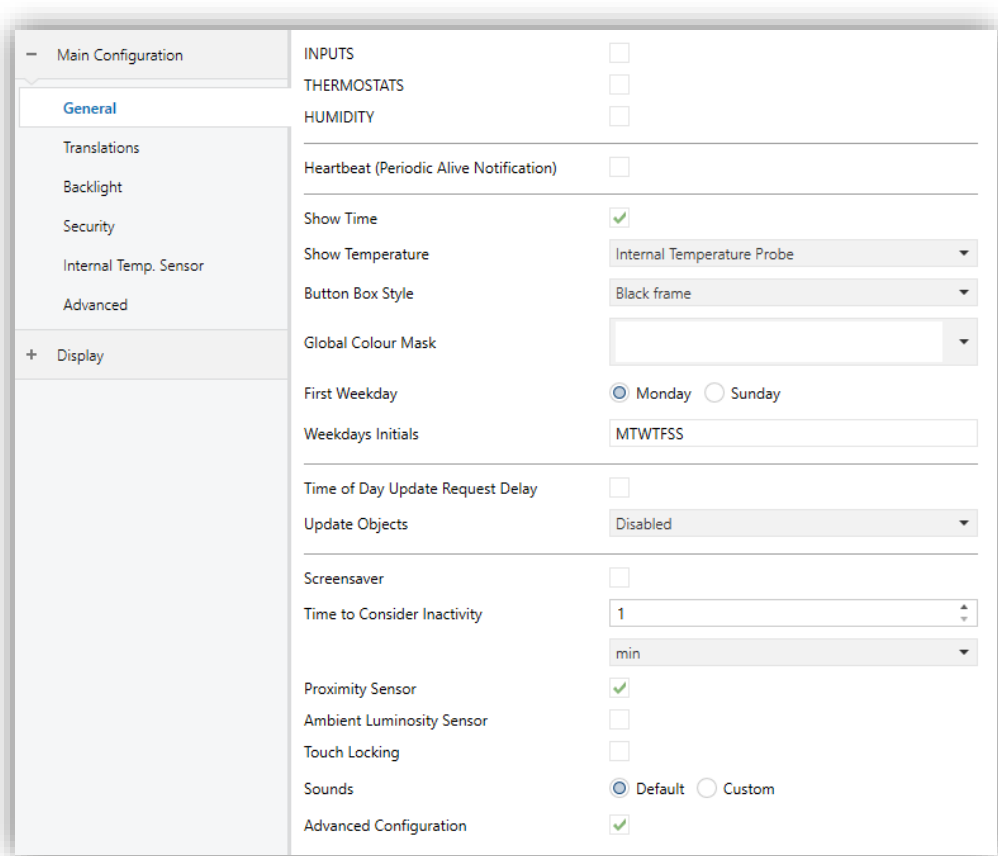 Main Configuration
General
Translations
Backlight
Security
Internal Temp. Sensor
Advanced
Display
INPUTS
THERMOSTATS
HUMIDITY
Heartbeat (Periodic Alive Notification)
Show Time
Show Temperature Internal Temperature Probe
Button Box Style Black frame
Global Colour Mask
First Weekday Monday Sunday
Weekdays Initials MTWTFSS
Time of Day Update Request Delay
Update Objects Disabled
Screensaver
Time to Consider Inactivity 1
min
Proximity Sensor
Ambient Luminosity Sensor
Touch Locking
Sounds Default Custom
Advanced Configuration